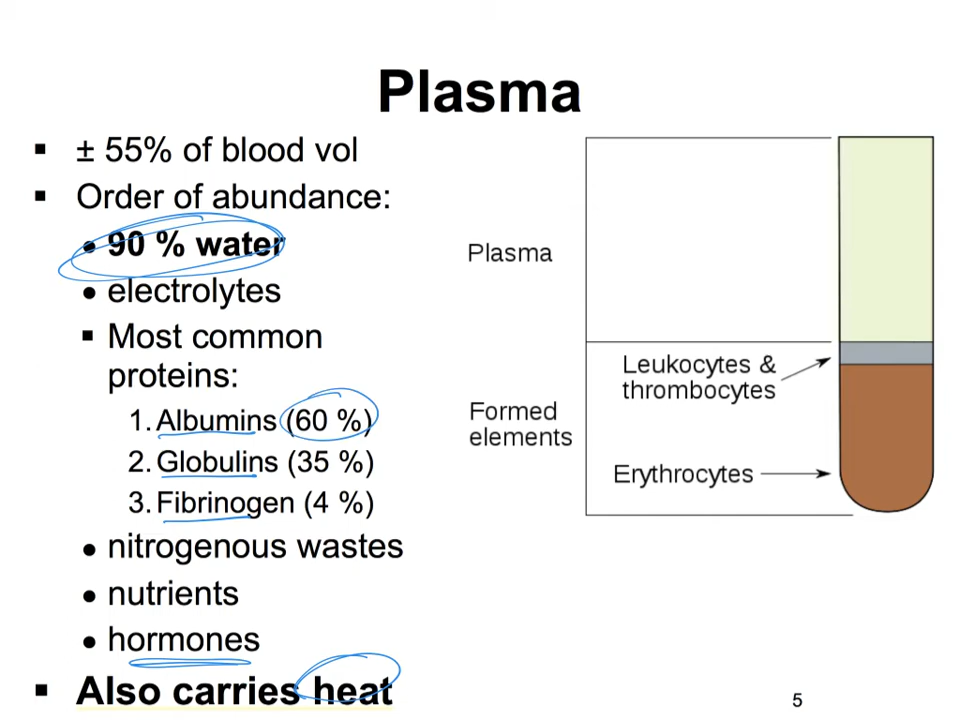 Plasma
▪ ± 55% of blood vol
▪ Order of abundance:
• 90 % water
• electrolytes
▪ Most common
proteins:
1. Albumins (60 %)
2. Globulins (35 %)
3. Fibrinogen (4 %)
• nitrogenous wastes
• nutrients
• hormones
▪ Also carries heat
Plasma
Leukocytes &
thrombocytes
Formed
elements
Erythrocytes
5